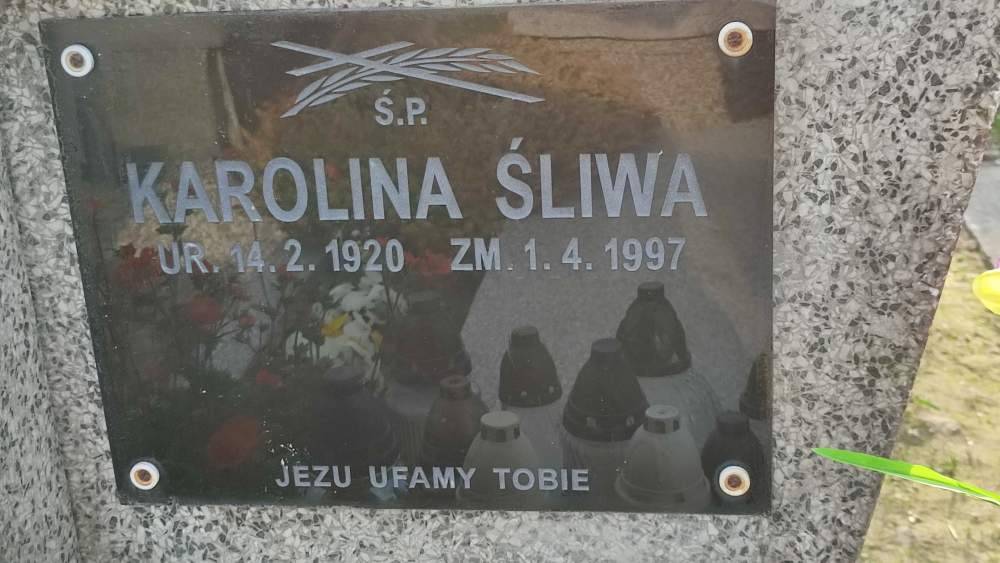 Ś.P.
KAROLINA ŚLIWA
UR. 14. 2. 1920 ZM. 1. 4. 1997
JEZU UFAMY TOBIE